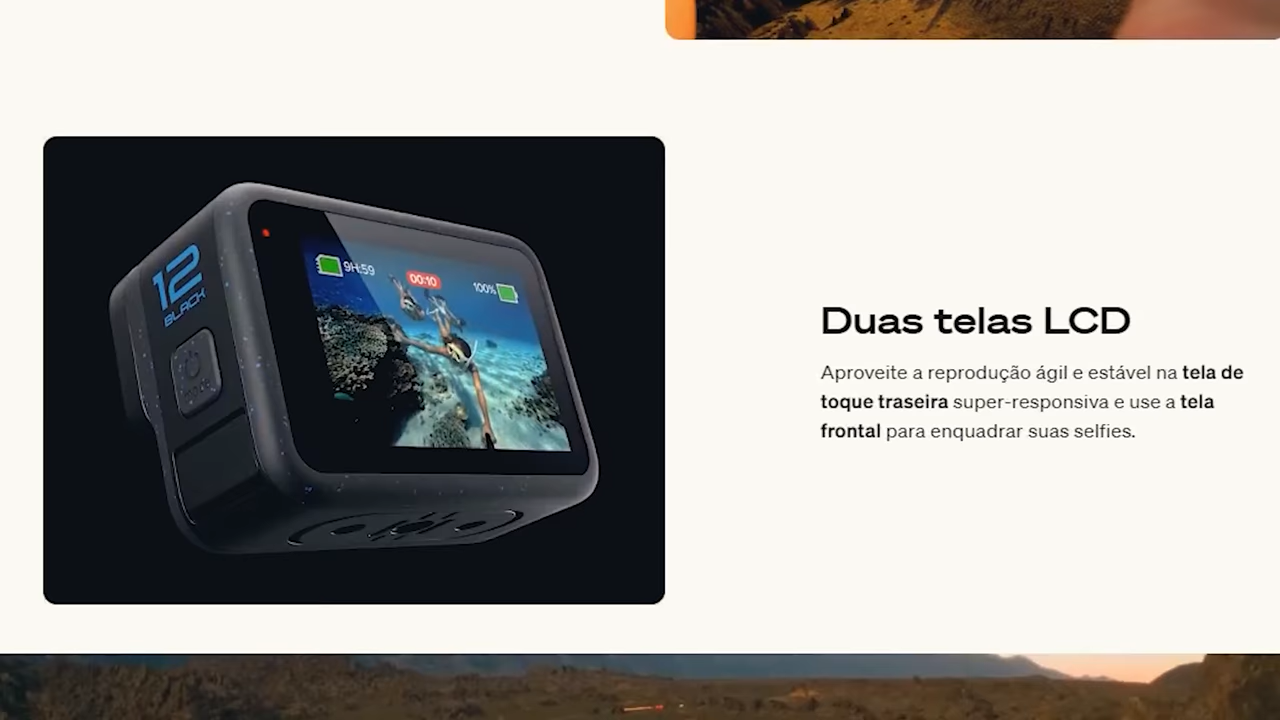 12
BLACK
9H:59
00:10
100%
Duas telas LCD
Aproveite a reprodução ágil e estável na tela de
toque traseira super-responsiva e use a tela
frontal para enquadrar suas selfies.